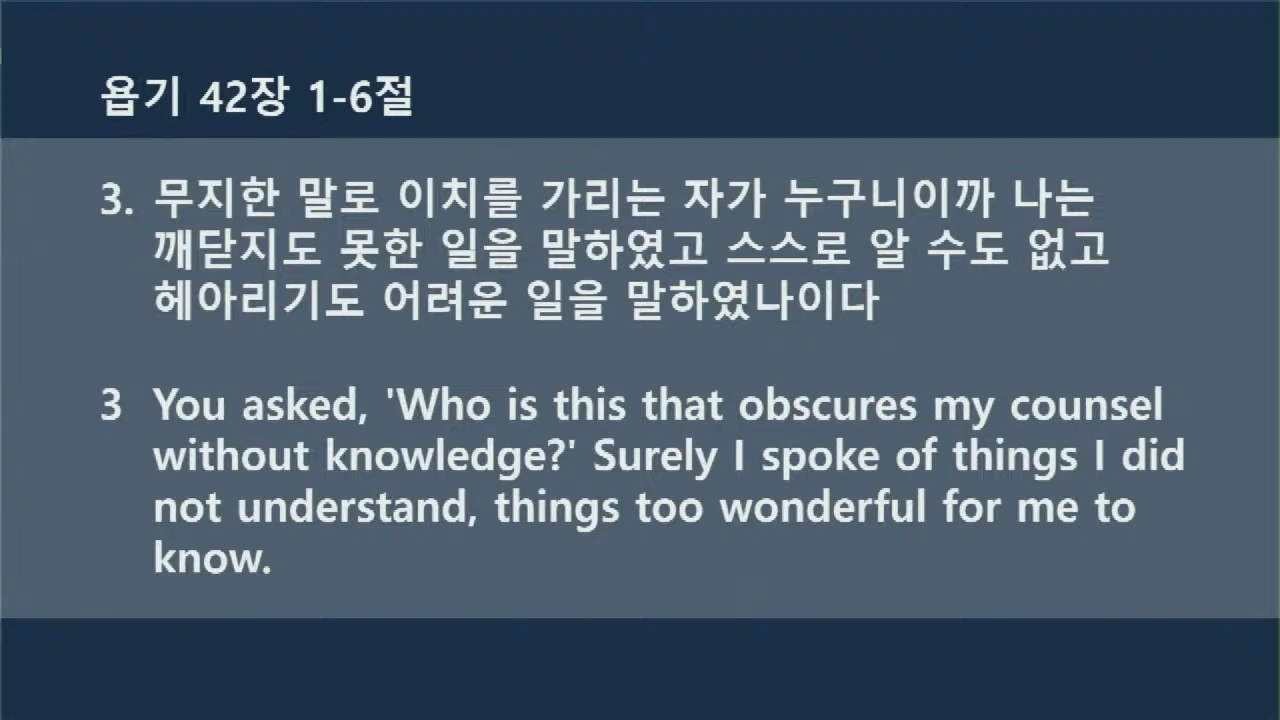 욥기 42장 1-6절
3. 무지한 말로 이치를 가리는 자가 누구니이까 나는
깨닫지도 못한 일을 말하였고 스스로 알 수도 없고
헤아리기도 어려운 일을 말하였나이다
3 You asked, 'Who is this that obscures my counsel
without knowledge?' Surely I spoke of things I did
not understand, things too wonderful for me to
know.